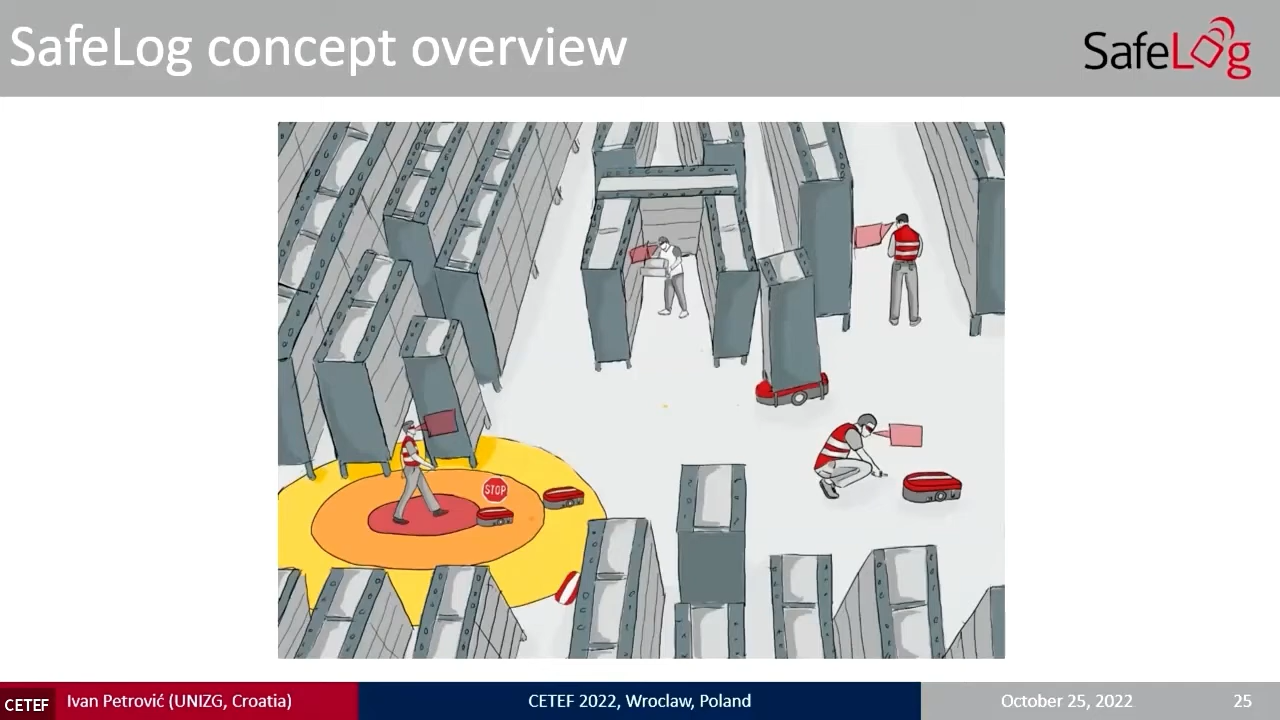 SafeLog concept overview
SafeLog
STOP
CETEF
Ivan Petrović (UNIZG, Croatia)
CETEF 2022, Wroclaw, Poland
October 25, 2022
25